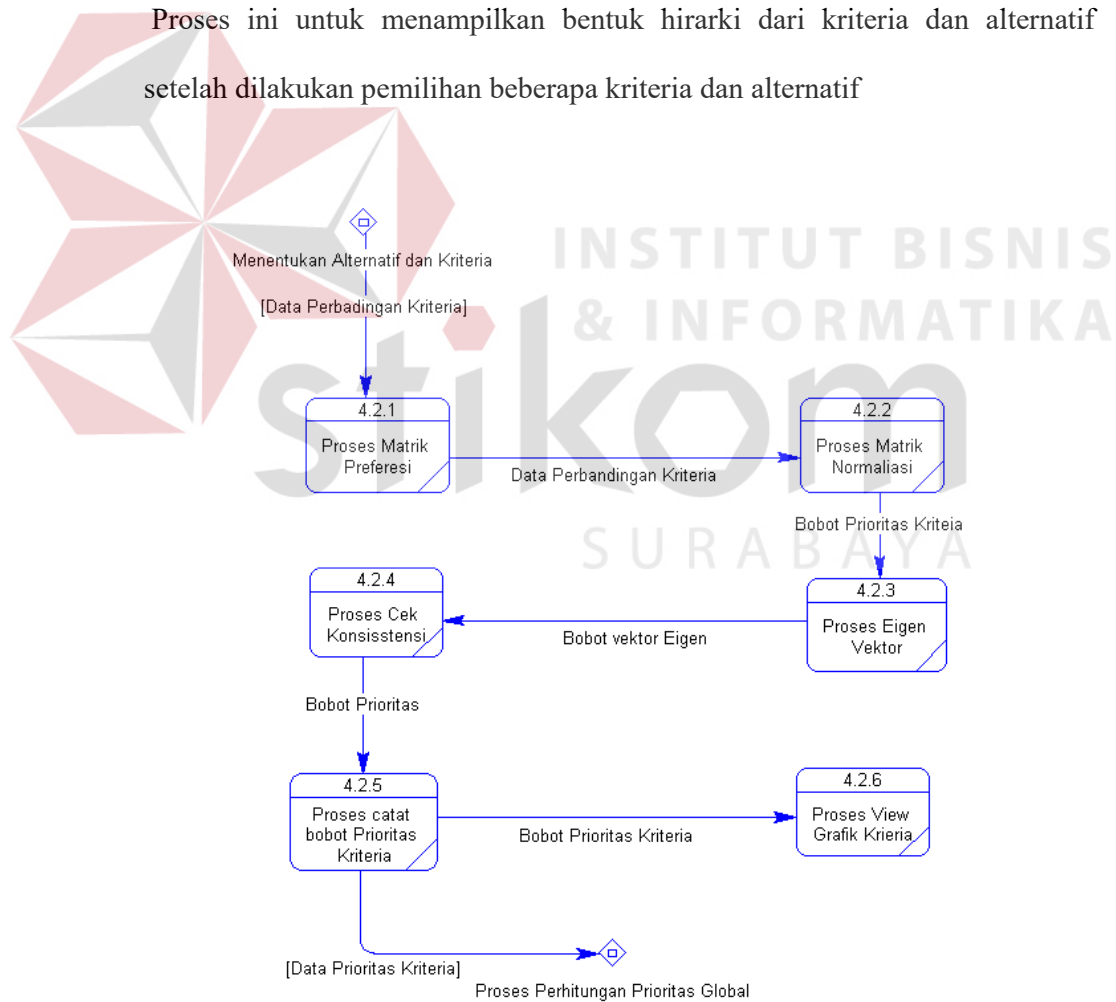 Proses ini untuk menampilkan bentuk hirarki dari kriteria dan alternatif
setelah dilakukan pemilihan beberapa kriteria dan alternatif
INSTITUT BISNIS
& INFORMATIKA
stikom
SURABAYA
Menentukan Alternatif dan Kriteria
[Data Perbadingan Kriteria]
4.2.1
Proses Matrik
Preferesi
Data Perbandingan Kriteria
4.2.2
Proses Matrik
Normaliasi
Bobot Prioritas Kriteia
4.2.3
Proses Eigen
Vektor
Bobot vektor Eigen
4.2.4
Proses Cek
Konsisstensi
Bobot Prioritas
4.2.5
Proses catat
bobot Prioritas
Kriteria
Bobot Prioritas Kriteria
4.2.6
Proses View
Grafik Krieria
[Data Prioritas Kriteria]
Proses Perhitungan Prioritas Global